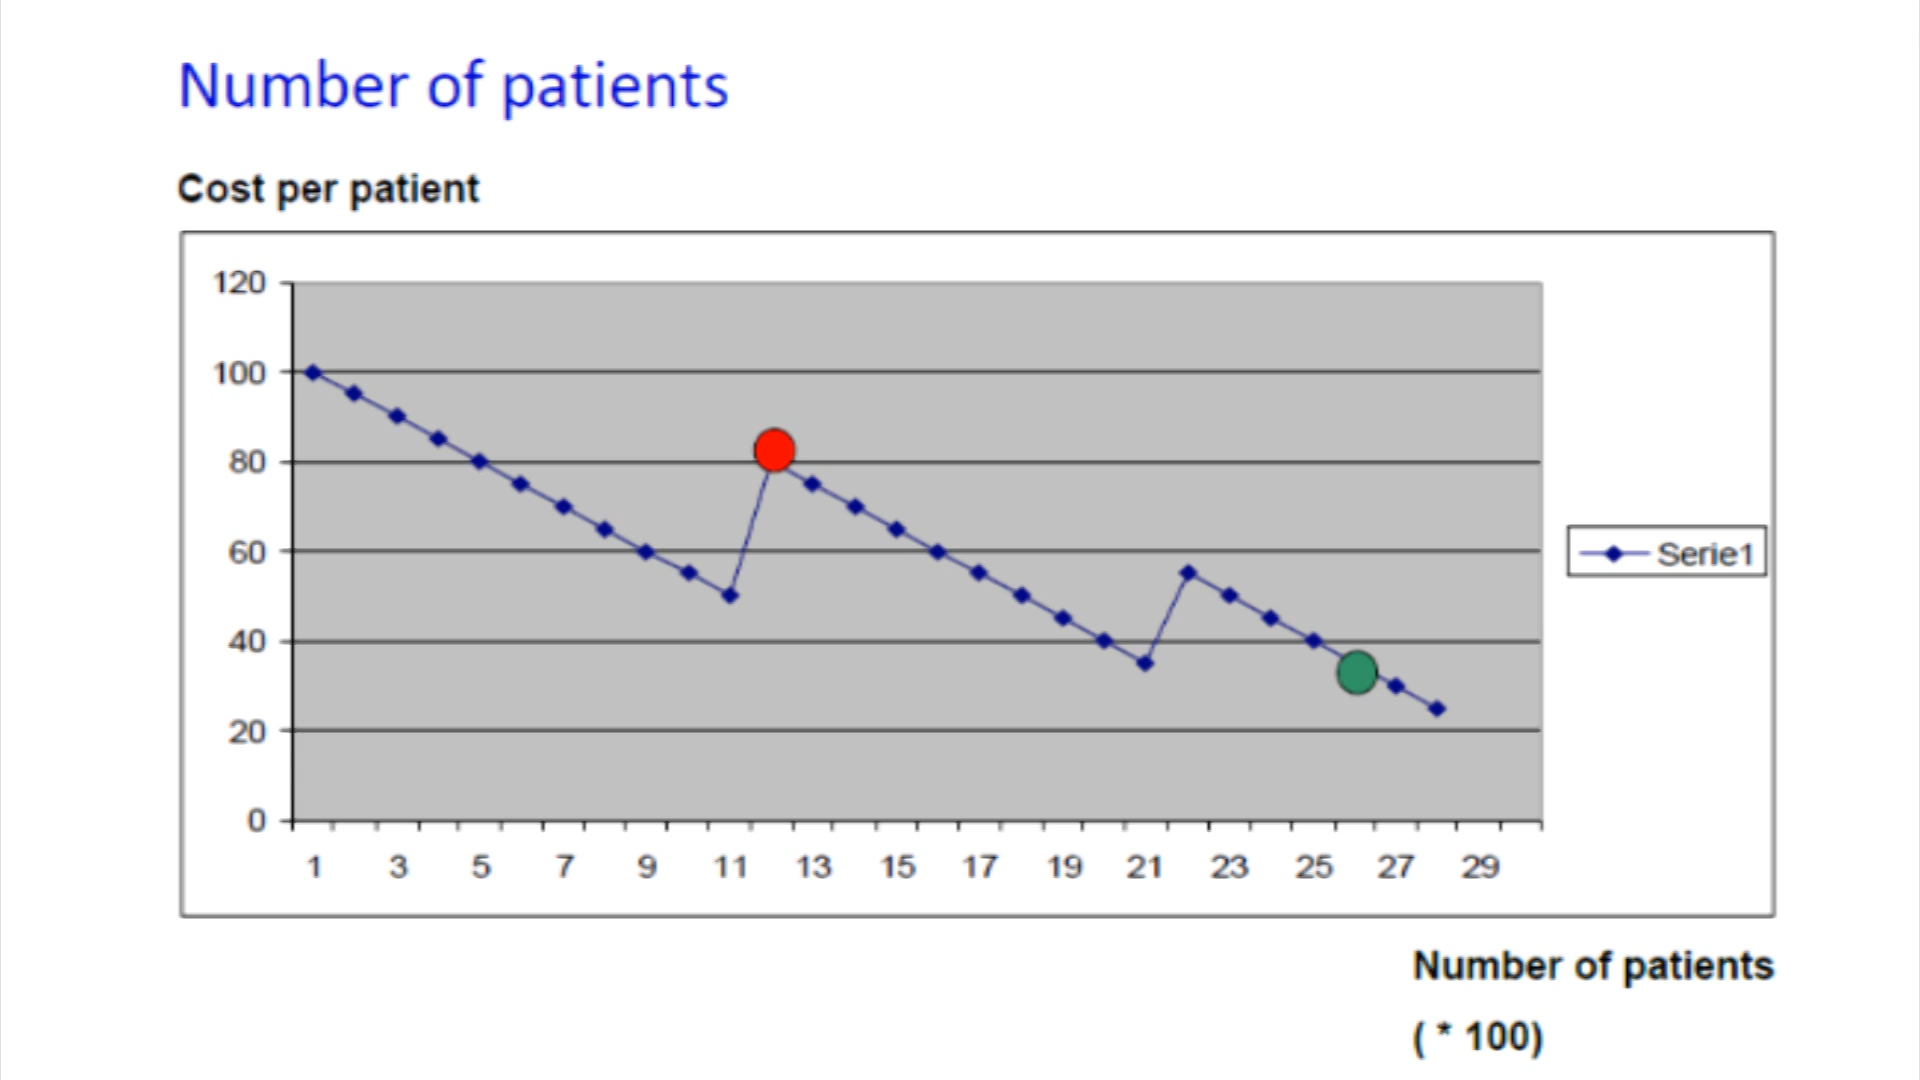 Number of patients
Cost per patient
120
100
80
60
40
20
0
1 3 5 7 9 11 13 15 17 19 21 23 25 27 29
Serie1
Number of patients
( * 100)